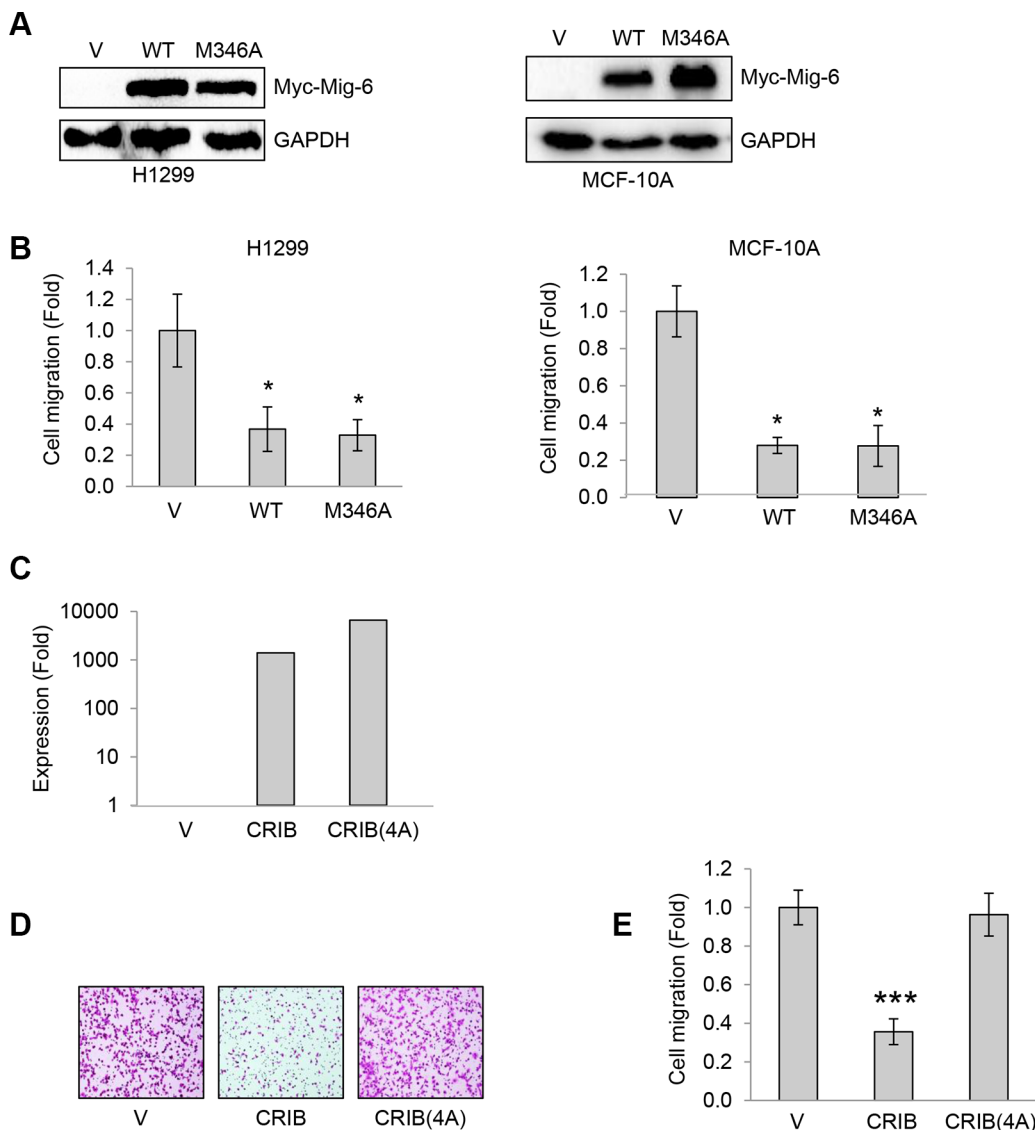 A
V WT M346A
Myc-Mig-6
GAPDH
H1299
V WT M346A
Myc-Mig-6
GAPDH
MCF-10A
B
H1299
Cell migration (Fold)
1.4
1.2
1.0
0.8
0.6
0.4
0.2
0.0
* *
V WT M346A
MCF-10A
Cell migration (Fold)
1.2
1.0
0.8
0.6
0.4
0.2
0.0
* *
V WT M346A
C
Expression (Fold)
10000
1000
100
10
1
V CRIB CRIB(4A)
D
V CRIB CRIB(4A)
E
Cell migration (Fold)
1.2
1.0
0.8
0.6
0.4
0.2
0.0
***
V CRIB CRIB(4A)